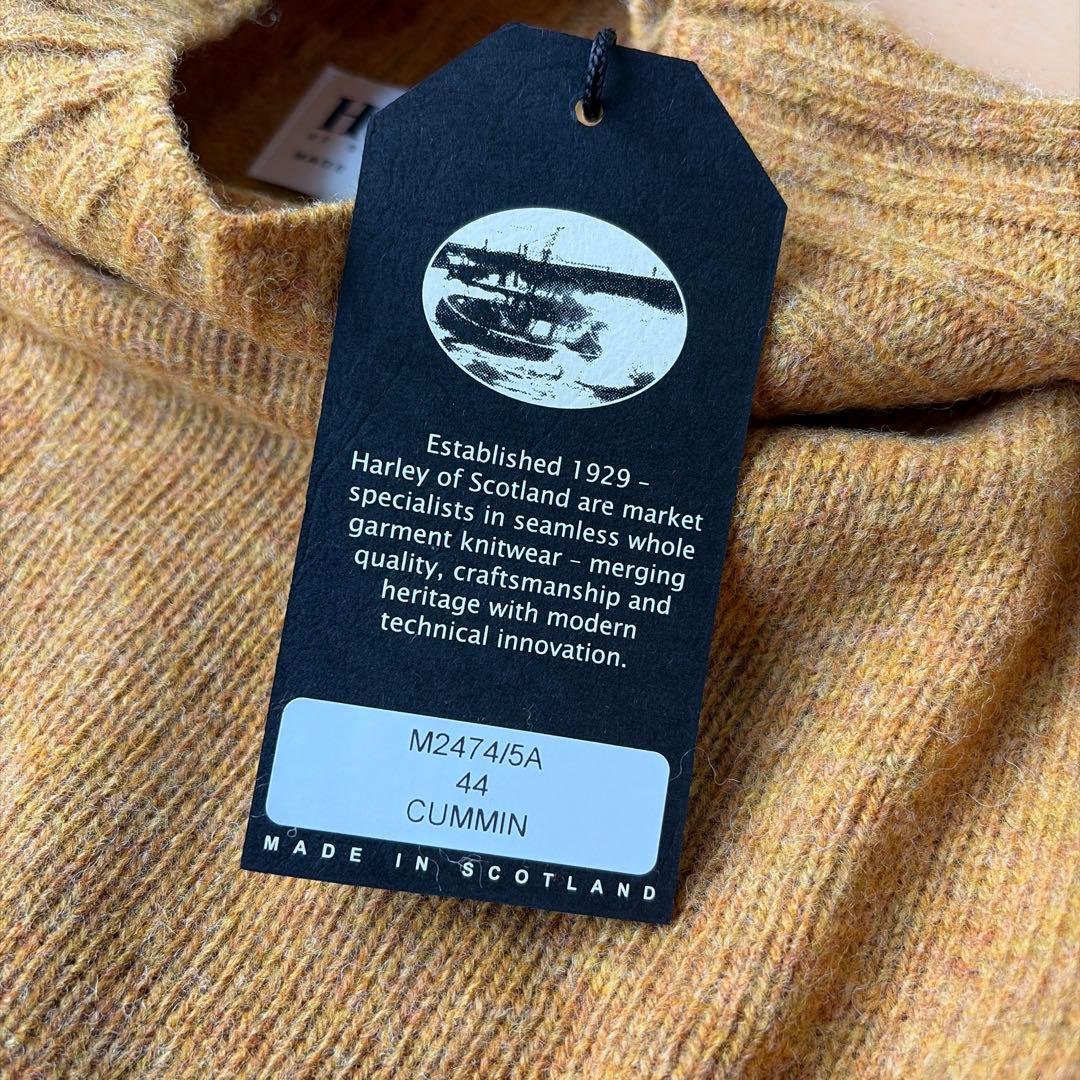 H
MADE
Established 1929 –
Harley of Scotland are market
specialists in seamless whole
garment knitwear – merging
quality, craftsmanship and
heritage with modern
technical innovation.
M2474/5A
44
CUMMIN
MADE IN SCOTLAND